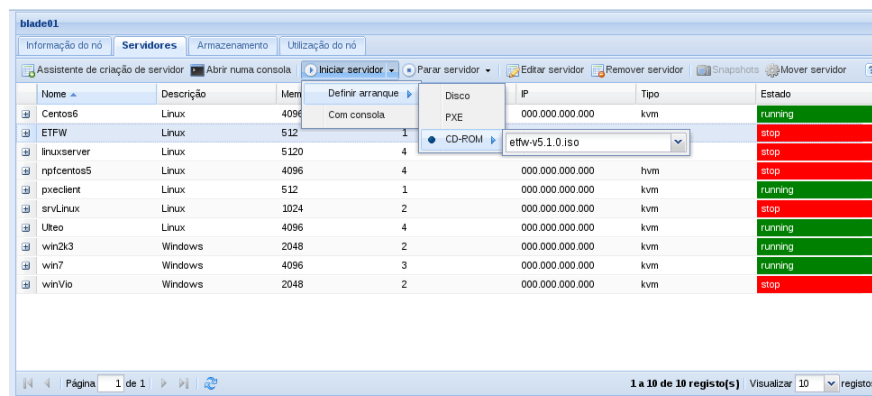 blade01
Informação do nó Servidores Armazenamento Utilização do nó
Assistente de criação de servidor Abrir numa consola Iniciar servidor Parar servidor Editar servidor Remover servidor Snapshots Mover servidor ?
Nome Descrição Mem IP Tipo Estado
Definir arranque
Com consola
Disco
PXE
CD-ROM
etfw-v5.1.0.iso
Centos6 Linux 4096 000.000.000.000 kvm running
ETFW Linux 512 1 stop
linuxserver Linux 5120 4 stop
npfcentos5 Linux 4096 4 000.000.000.000 hvm stop
pxeclient Linux 512 1 000.000.000.000 kvm running
srvLinux Linux 1024 2 000.000.000.000 kvm stop
Ulteo Linux 4096 4 000.000.000.000 kvm running
win2k3 Windows 2048 2 000.000.000.000 kvm running
win7 Windows 4096 3 000.000.000.000 kvm running
winVio Windows 2048 2 000.000.000.000 kvm stop
Página 1 de 1 1 a 10 de 10 registo(s) Visualizar 10 registo